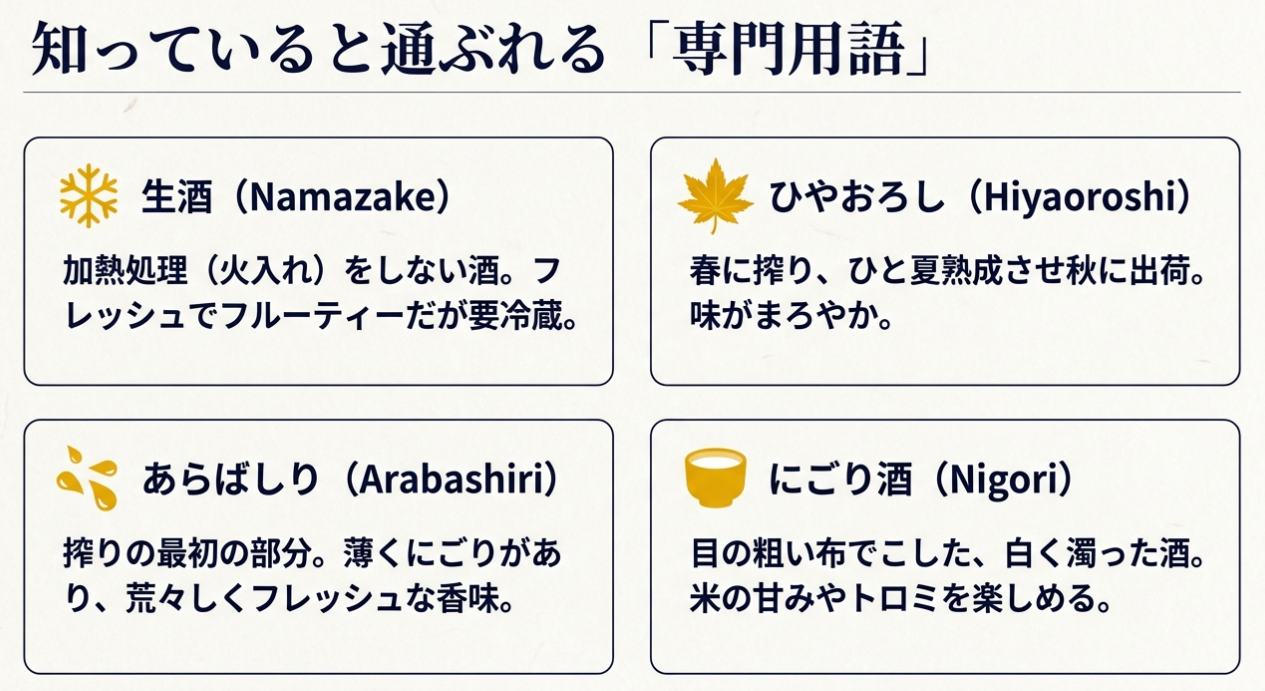 知っていると通ぶれる「専門用語」
生酒（Namazake）
加熱処理（火入れ）をしない酒。フ
レッシュでフルーティーだが要冷蔵。
ひやおろし（Hiyaoroshi）
春に搾り、ひと夏熟成させ秋に出荷。
味がまろやか。
あらばしり（Arabashiri）
搾りの最初の部分。薄くにごりがあ
り、荒々しくフレッシュな香味。
にごり酒（Nigori）
目の粗い布でこした、白く濁った酒。
米の甘みやトロミを楽しめる。